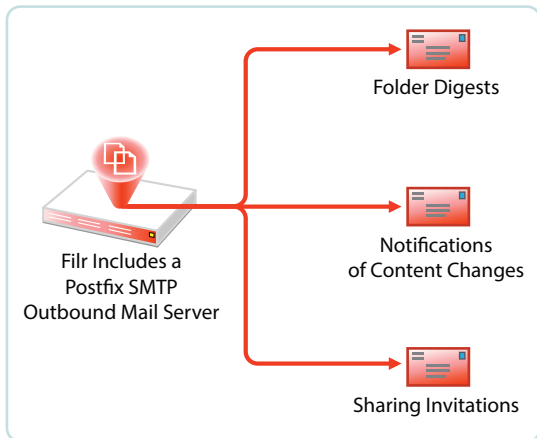 Folder Digests
Filr Includes a
Postfix SMTP
Outbound Mail Server
Notifications
of Content Changes
Sharing Invitations